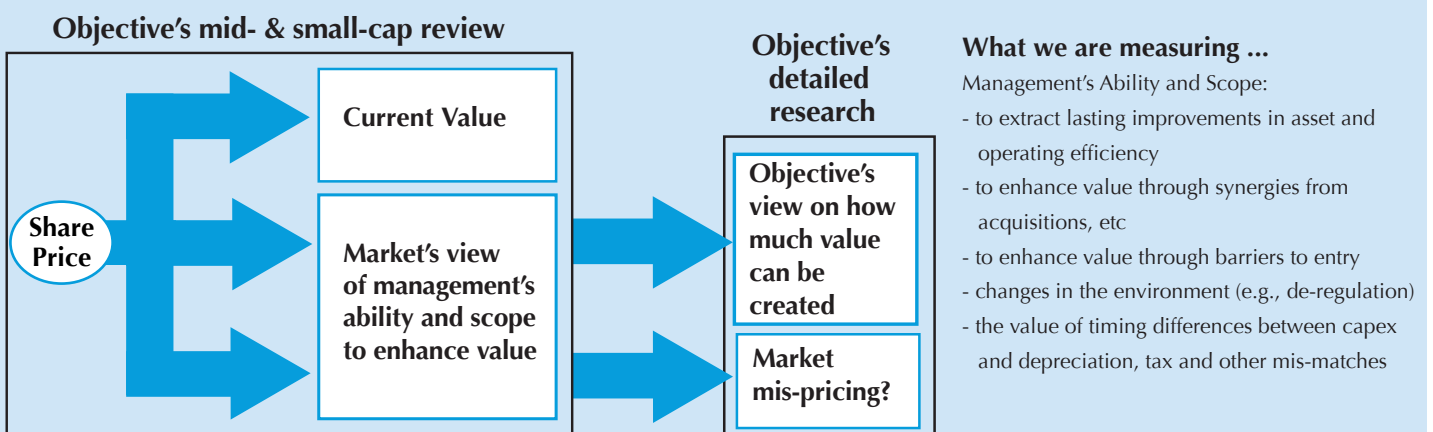 Objective’s mid- & small-cap review
Share
Price
Current Value
Market’s view
of management’s
ability and scope
to enhance value
Objective’s
detailed
research
Objective’s
view on how
much value
can be
created
Market
mis-pricing?
What we are measuring ...
Management’s Ability and Scope:
- to extract lasting improvements in asset and
operating efficiency
- to enhance value through synergies from
acquisitions, etc
- to enhance value through barriers to entry
- changes in the environment (e.g., de-regulation)
- the value of timing differences between capex
and depreciation, tax and other mis-matches